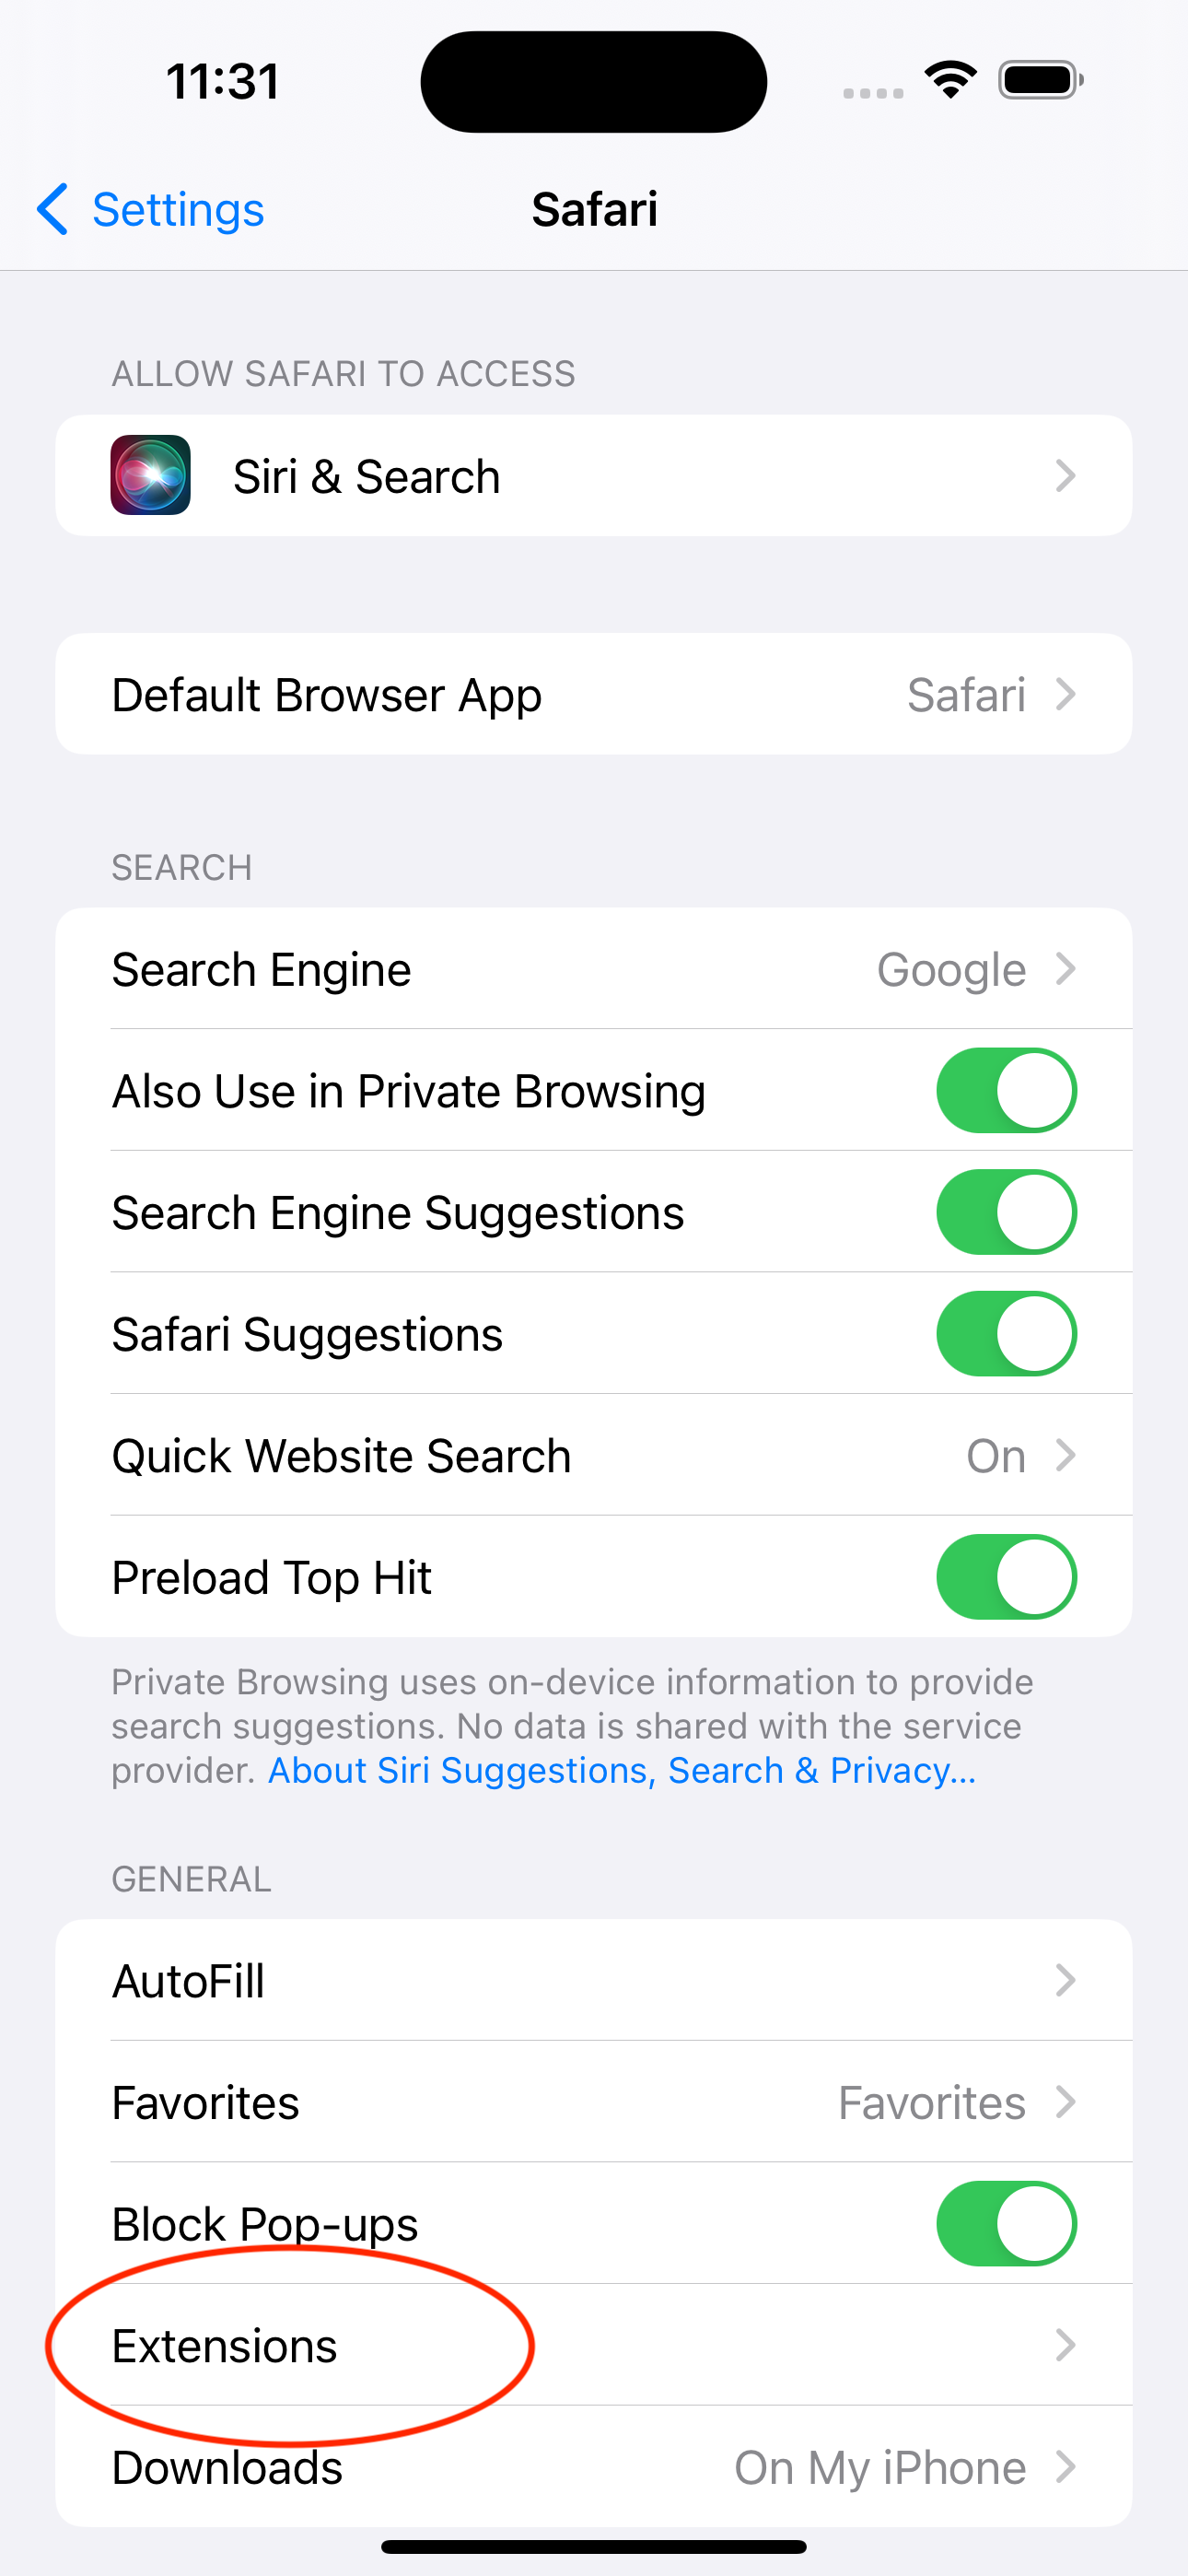 11:31
Settings
Safari
ALLOW SAFARI TO ACCESS
Siri & Search
Default Browser App Safari
SEARCH
Search Engine Google
Also Use in Private Browsing
Search Engine Suggestions
Safari Suggestions
Quick Website Search On
Preload Top Hit
Private Browsing uses on-device information to provide
search suggestions. No data is shared with the service
provider. About Siri Suggestions, Search & Privacy...
GENERAL
AutoFill
Favorites Favorites
Block Pop-ups
Extensions
Downloads On My iPhone